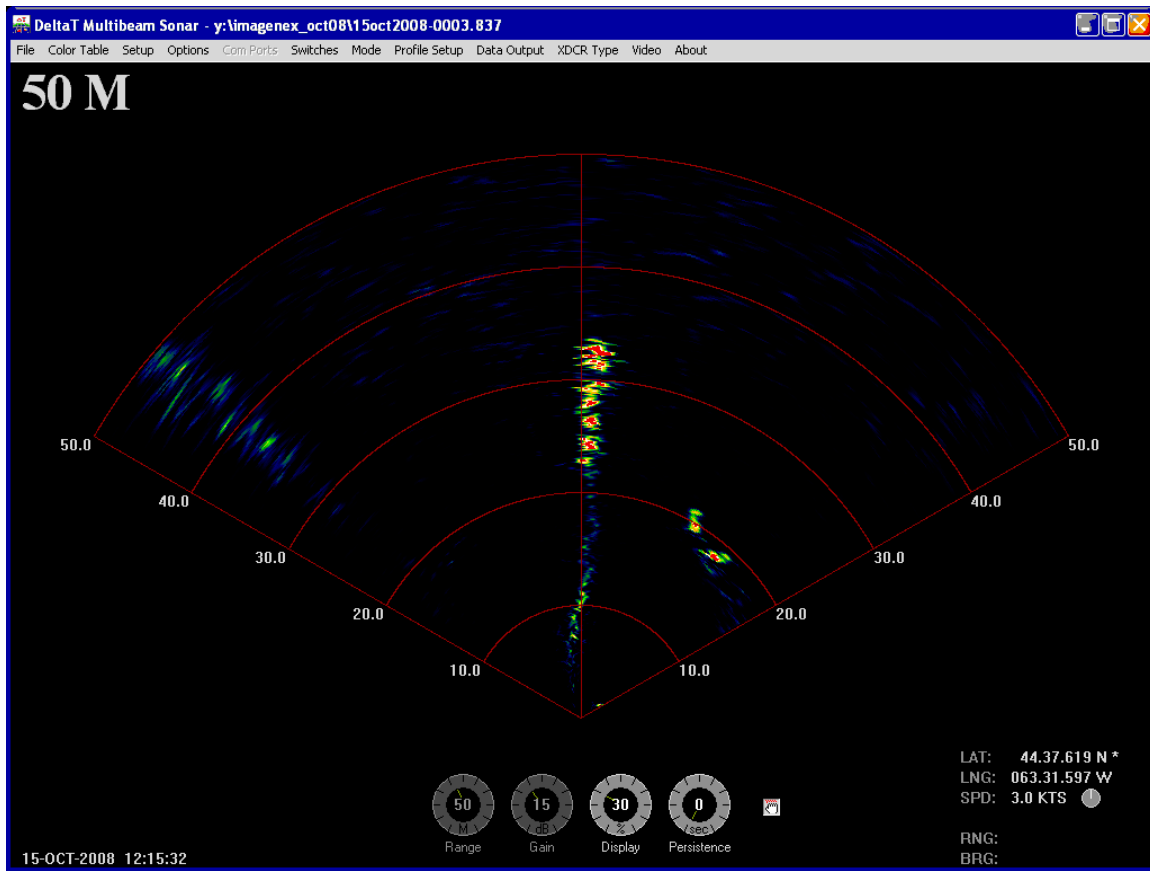 DeltaT Multibeam Sonar - y:\imagenex_oct08\15oct2008-0003.837
File Color Table Setup Options Com Ports Switches Mode Profile Setup Data Output XDCR Type Video About
50 M
50.0 50.0
40.0 40.0
30.0 30.0
20.0 20.0
10.0 10.0
LAT: 44.37.619 N *
LNG: 063.31.597 W
SPD: 3.0 KTS
50 15 30 0
M dB % sec
Range Gain Display Persistence
RNG:
15-OCT-2008 12:15:32 BRG: